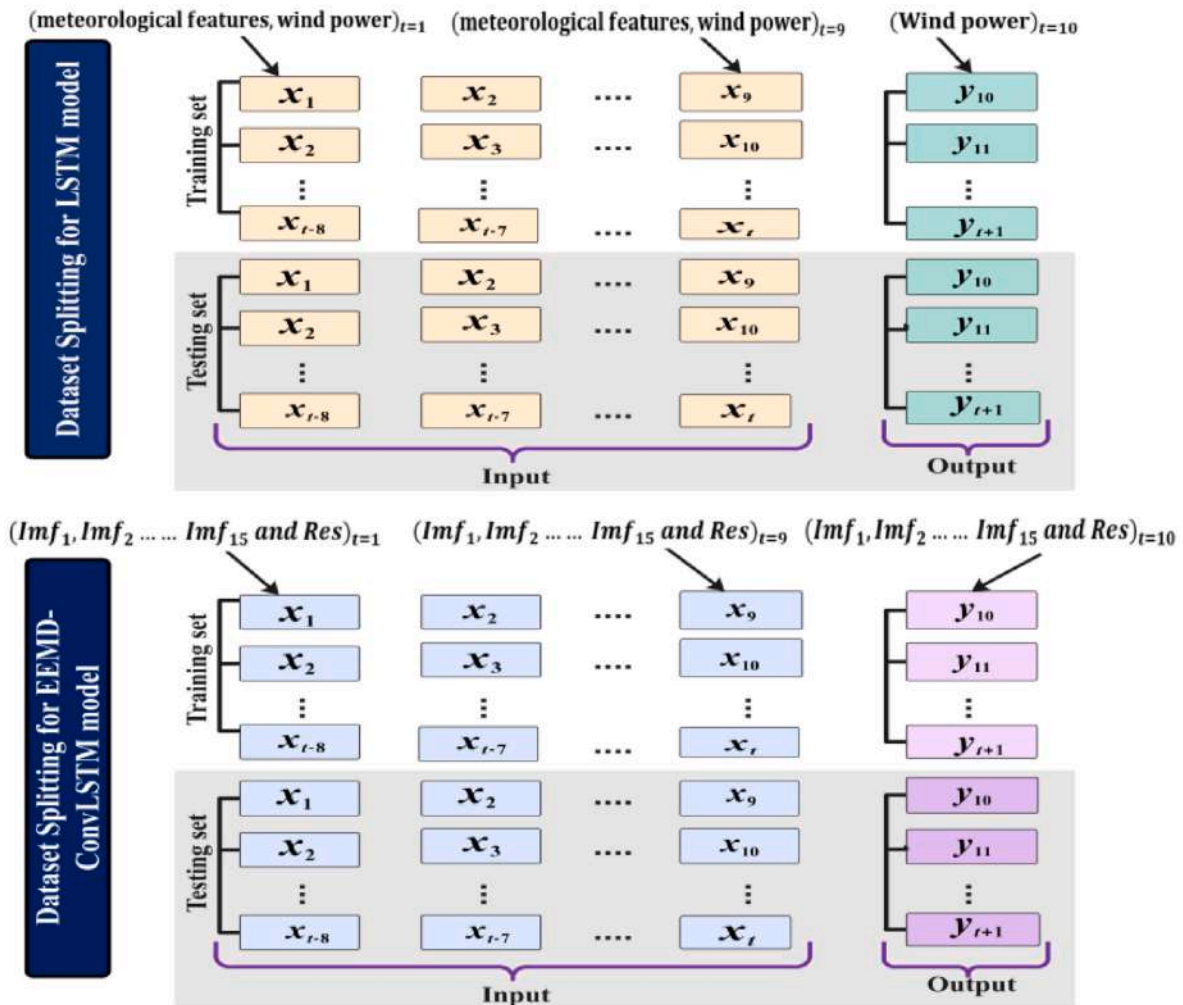 (meteorological features, wind power)t=1 (meteorological features, wind power)t=9 (Wind power)t=10
Dataset Splitting for LSTM model
Training set
x1 x2 .... x9 y10
x2 x3 .... x10 y11
⋮ ⋮ ⋮ ⋮
xt-8 xt-7 .... xt yt+1
Testing set
x1 x2 .... x9 y10
x2 x3 .... x10 y11
⋮ ⋮ ⋮ ⋮
xt-8 xt-7 .... xt yt+1
Input Output
(Imf1, Imf2 ... ... Imf15 and Res)t=1 (Imf1, Imf2 ... ... Imf15 and Res)t=9 (Imf1, Imf2 ... ... Imf15 and Res)t=10
Dataset Splitting for EEMD-
ConvLSTM model
Training set
x1 x2 .... x9 y10
x2 x3 .... x10 y11
⋮ ⋮ ⋮ ⋮
xt-8 xt-7 .... xt yt+1
Testing set
x1 x2 .... x9 y10
x2 x3 .... x10 y11
⋮ ⋮ ⋮ ⋮
xt-8 xt-7 .... xt yt+1
Input Output